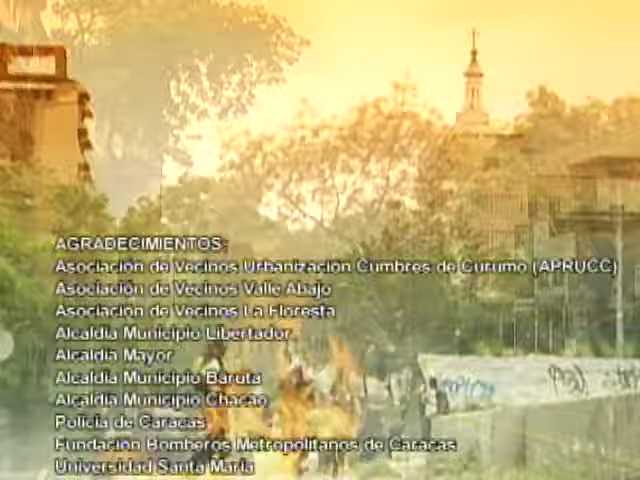 AGRADECIMIENTOS:
Asociación de Vecinos Urbanización Cumbres de Curumo (APRUCC)
Asociación de Vecinos Valle Abajo
Asociación de Vecinos La Floresta
Alcaldía Municipio Libertador
Alcaldía Mayor
Alcaldía Municipio Baruta
Alcaldía Municipio Chacao
Policía de Caracas
Fundación Bomberos Metropolitanos de Caracas
Universidad Santa María